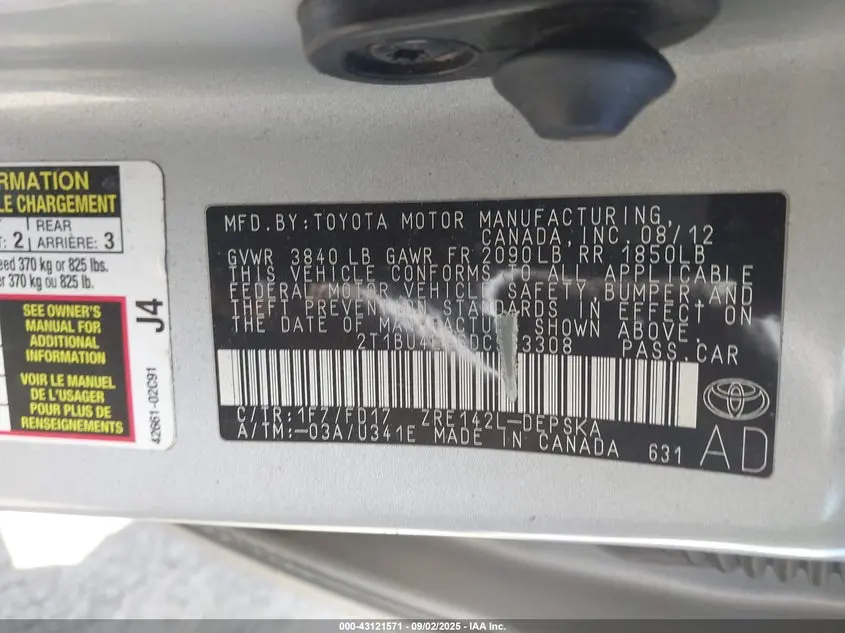 RMATION
LE CHARGEMENT
2 REAR ARRIÈRE: 3
eed 370 kg or 825 lbs.
r 370 kg ou 825 lb.
SEE OWNER'S
MANUAL FOR
ADDITIONAL
INFORMATION
VOIR LE MANUEL
DE L'USAGER
POUR PLUS DE
RENSEIGNEMENTS
J4
42661-02C91
MFD. BY: TOYOTA MOTOR MANUFACTURING,
CANADA, INC. 08/12
GVWR 3840 LB GAWR FR 2090LB RR 1850LB
THIS VEHICLE CONFORMS TO ALL APPLICABLE
FEDERAL MOTOR VEHICLE SAFETY, BUMPER, AND
THEFT PREVENTION STANDARDS IN EFFECT ON
THE DATE OF MANUFACTURE SHOWN ABOVE.
PASS. CAR
C/TR: 1F7/FD17 ZRE142L-DEPSKA
A/TM: -03A/U341E MADE IN CANADA 631
AD
000-43121571 - 09/02/2025 - IAA Inc.